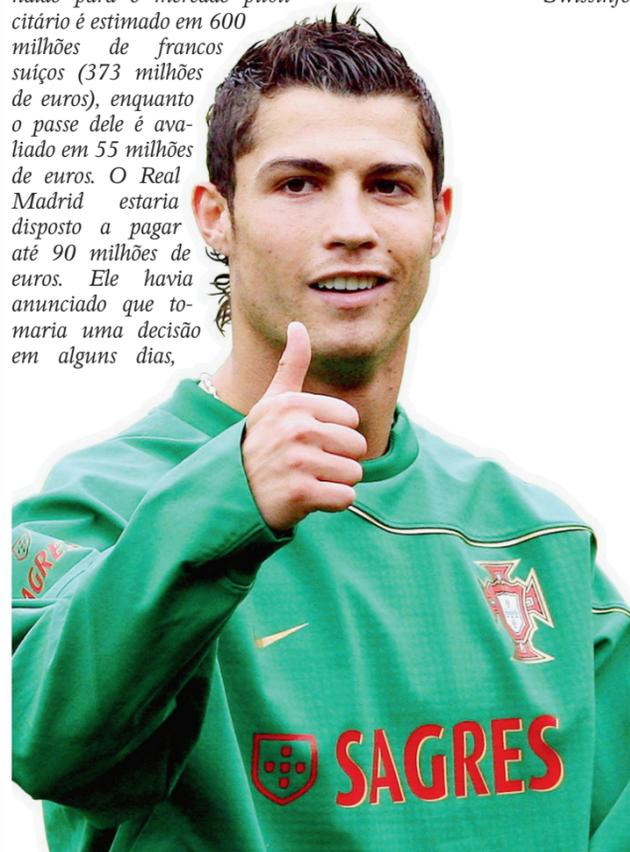 citário é estimado em 600
milhões de francos
suíços (373 milhões
de euros), enquanto
o passe dele é ava-
liado em 55 milhões
de euros. O Real
Madrid estaria
disposto a pagar
até 90 milhões de
euros. Ele havia
anunciado que to-
maria uma decisão
em alguns dias,
SAGRES